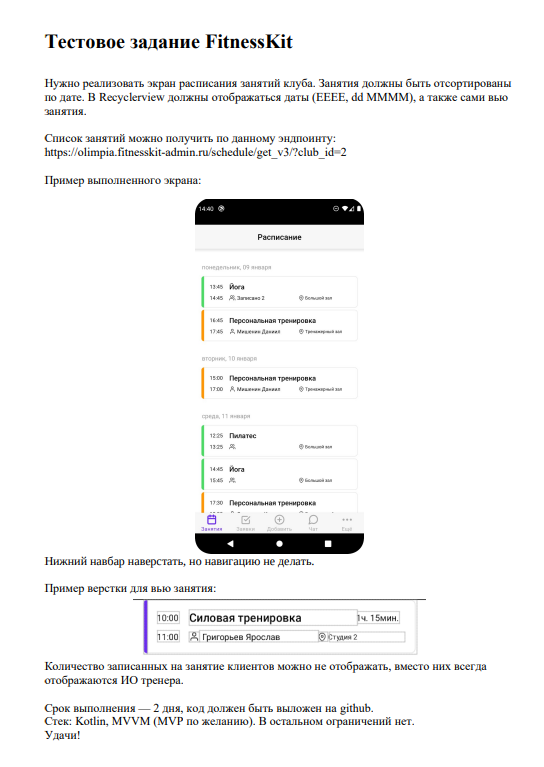 Тестовое задание FitnessKit
Нужно реализовать экран расписания занятий клуба. Занятия должны быть отсортированы
по дате. В Recyclerview должны отображаться даты (EEEE, dd MMMM), а также сами вью
занятия.
Список занятий можно получить по данному эндпоинту:
https://olimpia.fitnesskit-admin.ru/schedule/get_v3/?club_id=2
Пример выполненного экрана:
14:40
Расписание
понедельник, 09 января
13:45 Йога
14:45 Записано 2 Большой зал
16:45 Персональная тренировка
17:45 Мишенин Даниил Тренажерный зал
вторник, 10 января
15:00 Персональная тренировка
17:00 Мишенин Даниил Тренажерный зал
среда, 11 января
12:25 Пилатес
13:25 Большой зал
14:45 Йога
15:45 Большой зал
17:30 Персональная тренировка
Занятия Заявки Добавить Чат Ещё
Нижний навбар наверстать, но навигацию не делать.
Пример верстки для вью занятия:
10:00 Силовая тренировка 1ч. 15мин.
11:00 Григорьев Ярослав Студия 2
Количество записанных на занятие клиентов можно не отображать, вместо них всегда
отображаются ИО тренера.
Срок выполнения — 2 дня, код должен быть выложен на github.
Стек: Kotlin, MVVM (MVP по желанию). В остальном ограничений нет.
Удачи!